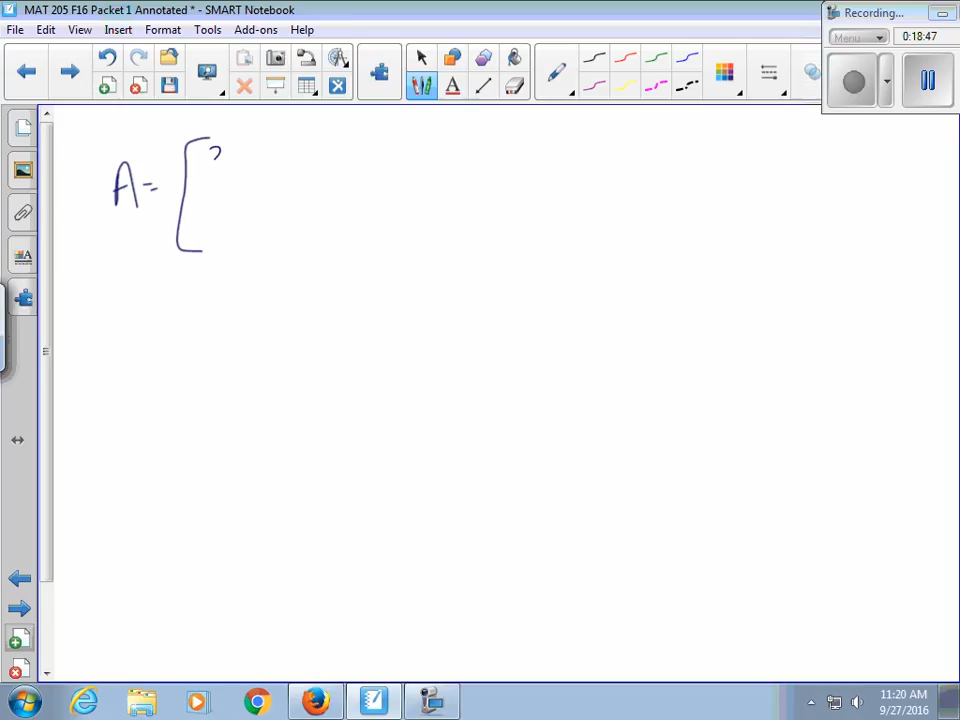 MAT 205 F16 Packet 1 Annotated * - SMART Notebook
Recording...
File Edit View Insert Format Tools Add-ons Help
Menu
0:18:47
A = [
11:20 AM
9/27/2016